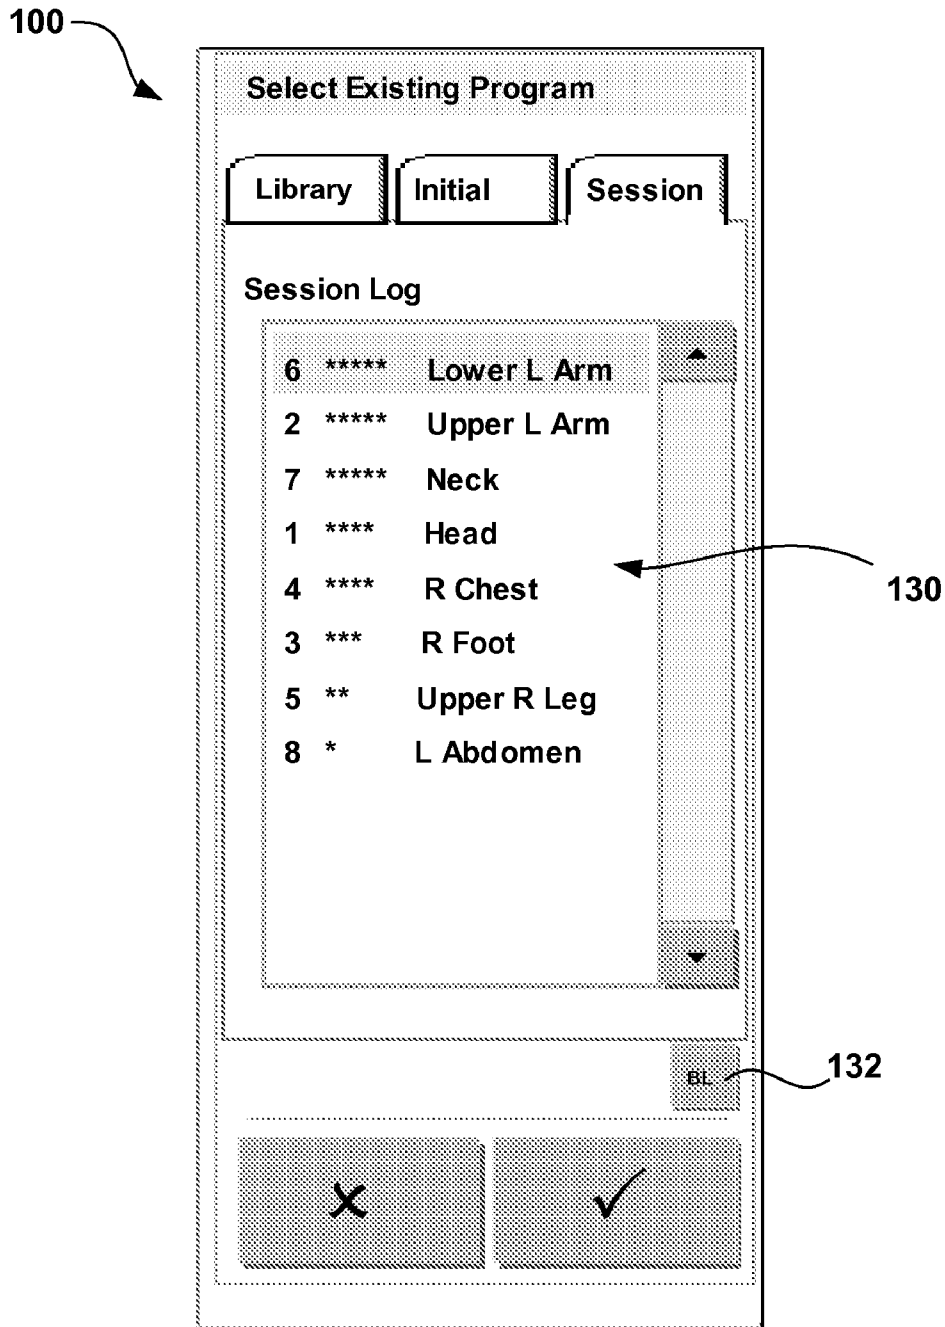 100
Select Existing Program
Library Initial Session
Session Log
6 ***** Lower L Arm
2 ***** Upper L Arm
7 ***** Neck
1 **** Head
4 **** R Chest
130
3 *** R Foot
5 ** Upper R Leg
8 * L Abdomen
BL 132